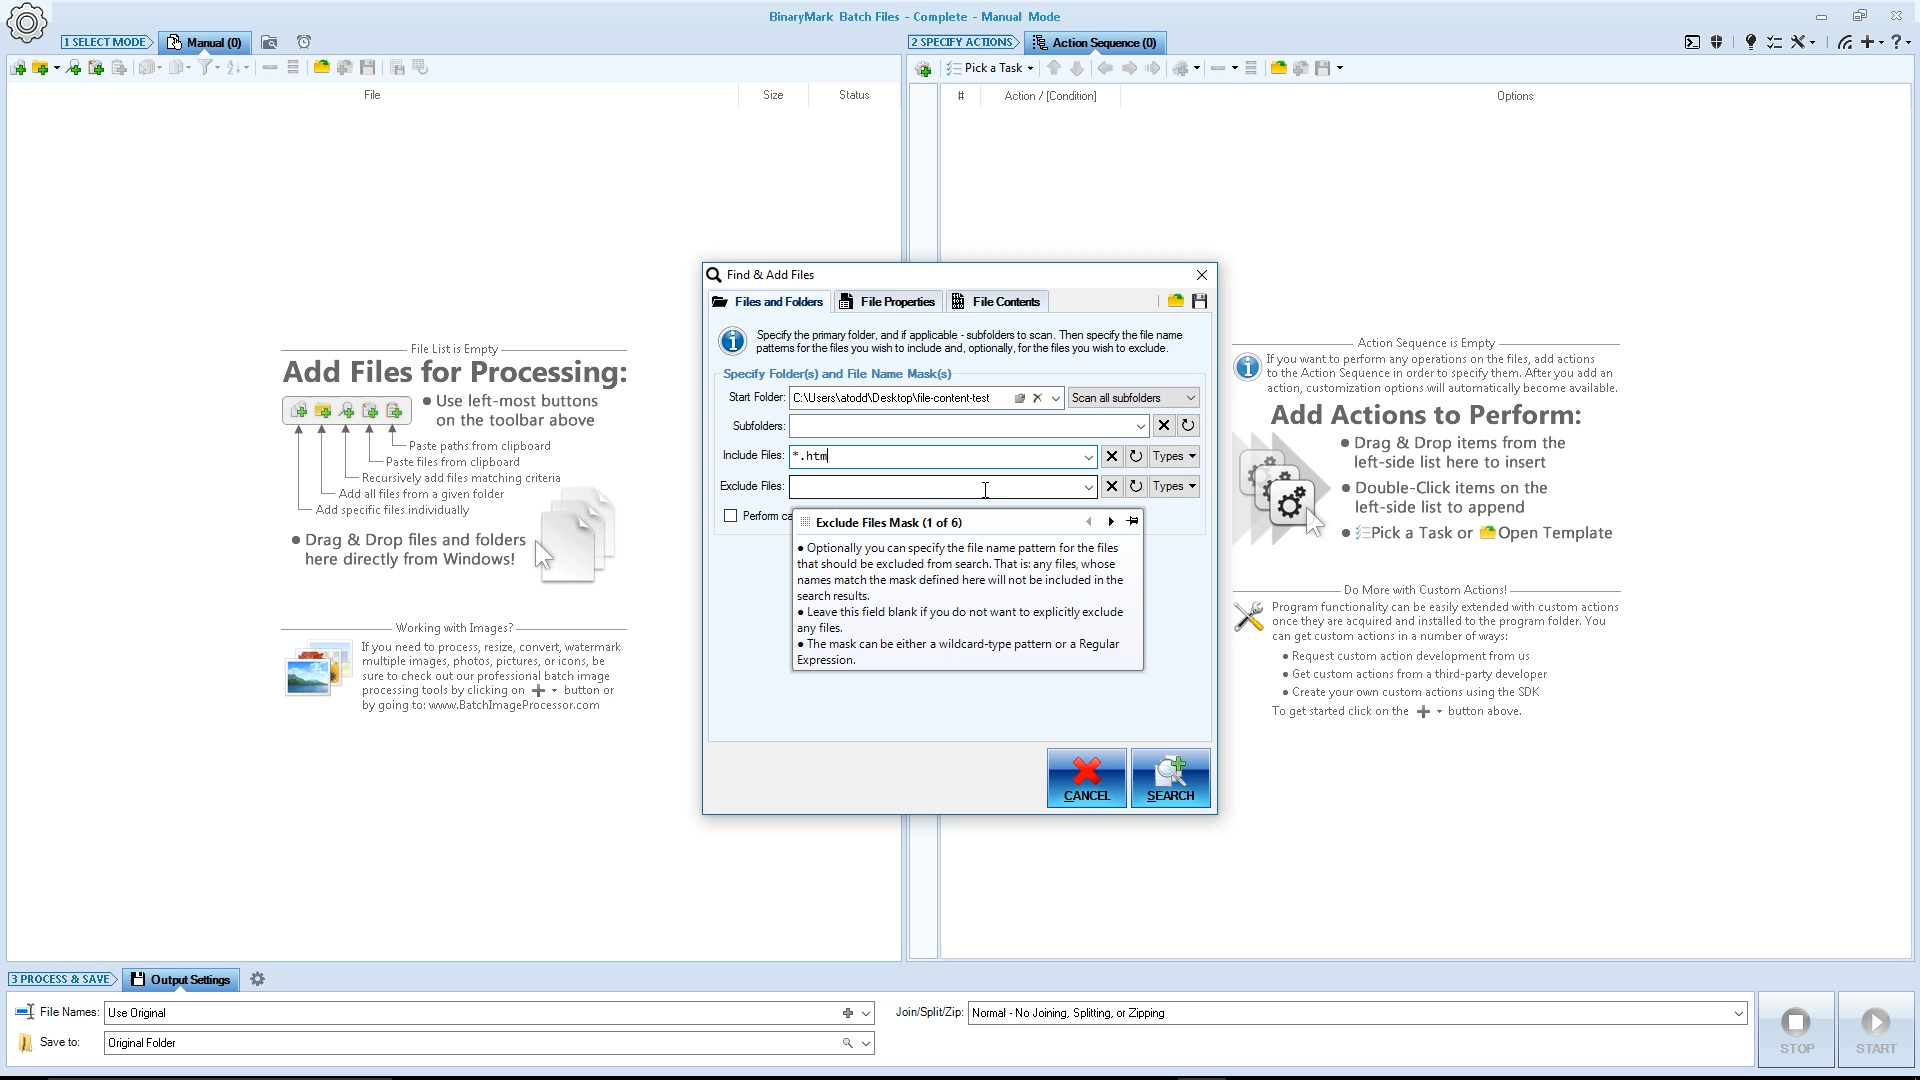 BinaryMark Batch Files - Complete - Manual Mode
1 SELECT MODE
Manual (0)
2 SPECIFY ACTIONS
Action Sequence (0)
Pick a Task
File
Size
Status
#
Action / [Condition]
Options
File List is Empty
Add Files for Processing:
● Use left-most buttons
on the toolbar above
Paste paths from clipboard
Paste files from clipboard
Recursively add files matching criteria
Add all files from a given folder
Add specific files individually
● Drag & Drop files and folders
here directly from Windows!
Working with Images?
If you need to process, resize, convert, watermark
multiple images, photos, pictures, or icons, be
sure to check out our professional batch image
processing tools by clicking on + button or
by going to: www.BatchImageProcessor.com
Find & Add Files
Files and Folders
File Properties
File Contents
Specify the primary folder, and if applicable - subfolders to scan. Then specify the file name
patterns for the files you wish to include and, optionally, for the files you wish to exclude.
Specify Folder(s) and File Name Mask(s)
Start Folder: C:\Users\atodd\Desktop\file-content-test Scan all subfolders
Subfolders:
Include Files: *.htm Types
Exclude Files: Types
Perform ca
Exclude Files Mask (1 of 6)
● Optionally you can specify the file name pattern for the files
that should be excluded from search. That is: any files, whose
names match the mask defined here will not be included in the
search results.
● Leave this field blank if you do not want to explicitly exclude
any files.
● The mask can be either a wildcard-type pattern or a Regular
Expression.
CANCEL
SEARCH
Action Sequence is Empty
If you want to perform any operations on the files, add actions
to the Action Sequence in order to specify them. After you add an
action, customization options will automatically become available.
Add Actions to Perform:
● Drag & Drop items from the
left-side list here to insert
● Double-Click items on the
left-side list to append
● Pick a Task or Open Template
Do More with Custom Actions!
Program functionality can be easily extended with custom actions
once they are acquired and installed to the program folder. You
can get custom actions in a number of ways:
● Request custom action development from us
● Get custom actions from a third-party developer
● Create your own custom actions using the SDK
To get started click on the + button above.
3 PROCESS & SAVE
Output Settings
File Names: Use Original
Join/Split/Zip: Normal - No Joining, Splitting, or Zipping
Save to: Original Folder
STOP
START